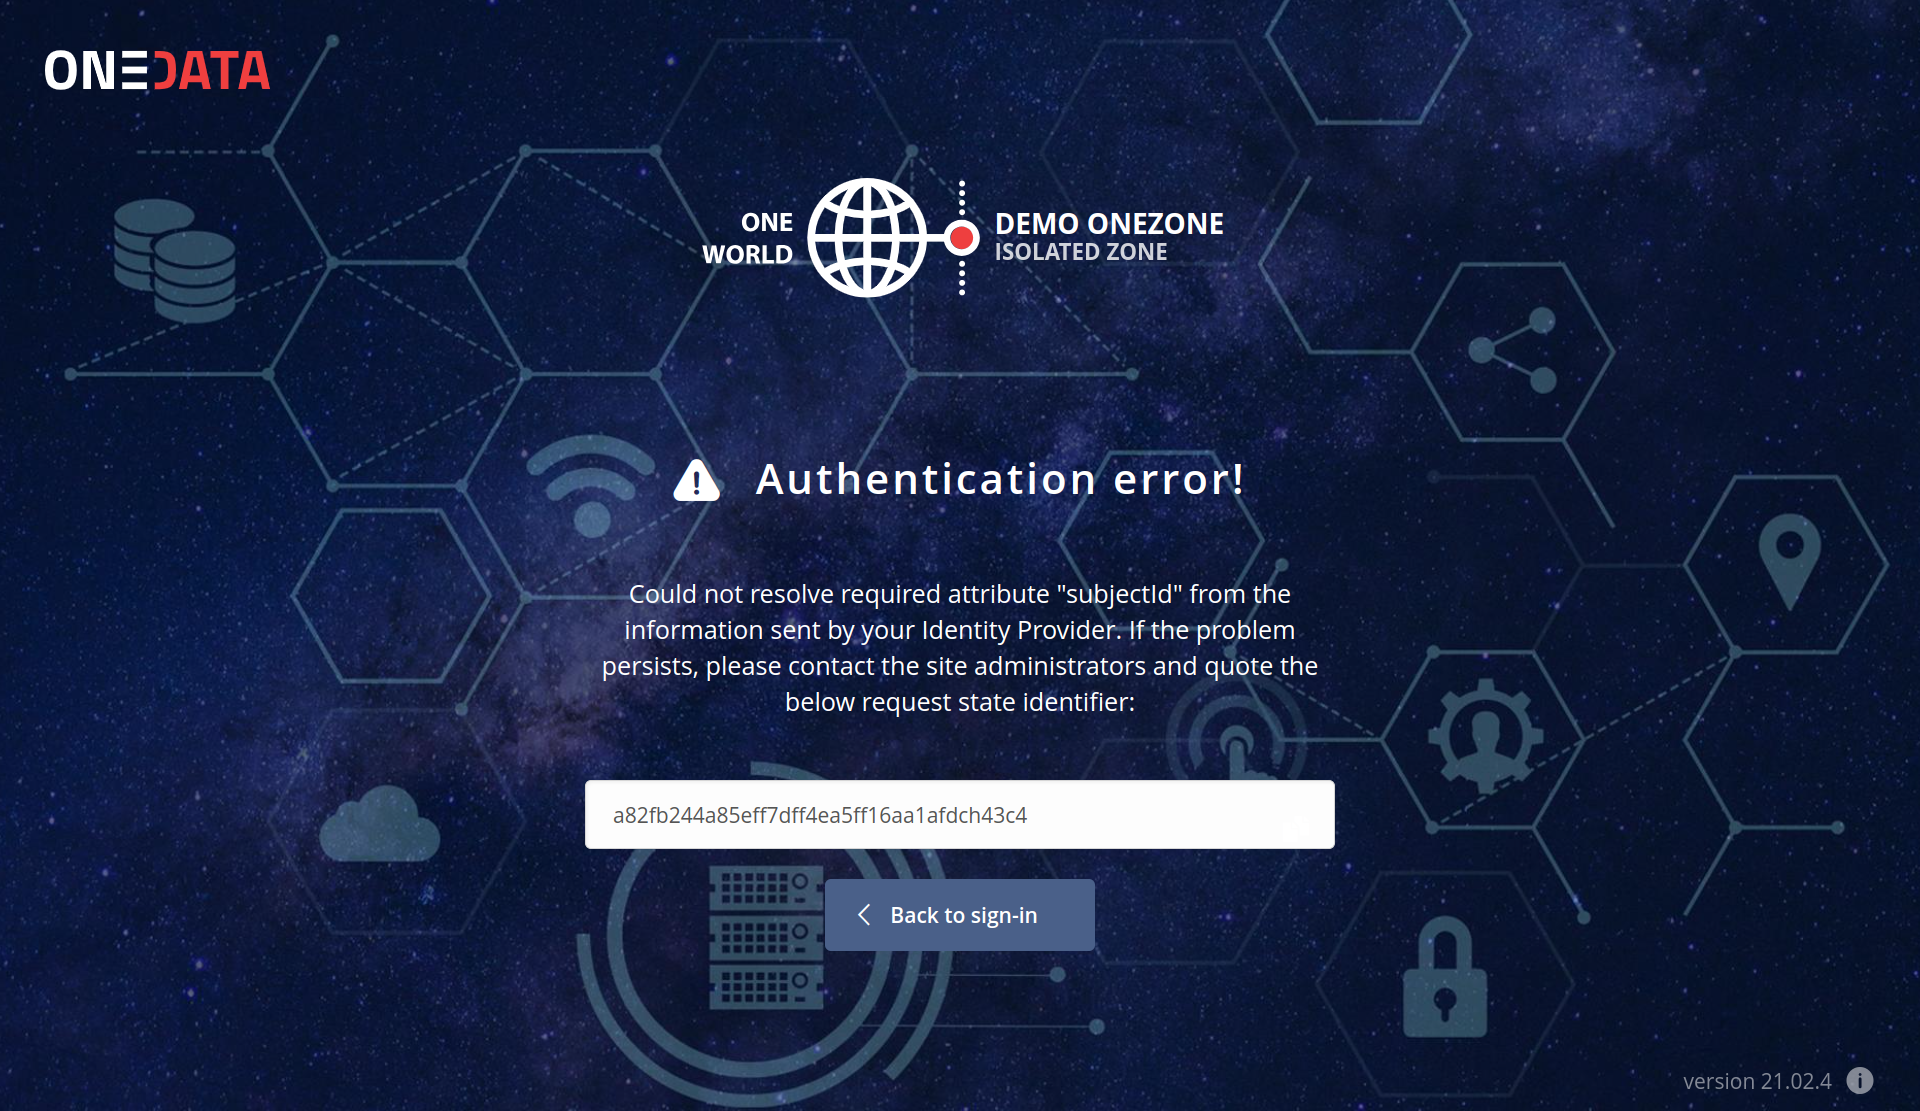 ONEDATA
ONE
WORLD
DEMO ONEZONE
ISOLATED ZONE
Authentication error!
Could not resolve required attribute "subjectId" from the
information sent by your Identity Provider. If the problem
persists, please contact the site administrators and quote the
below request state identifier:
a82fb244a85eff7dff4ea5ff16aa1afdch43c4
Back to sign-in
version 21.02.4